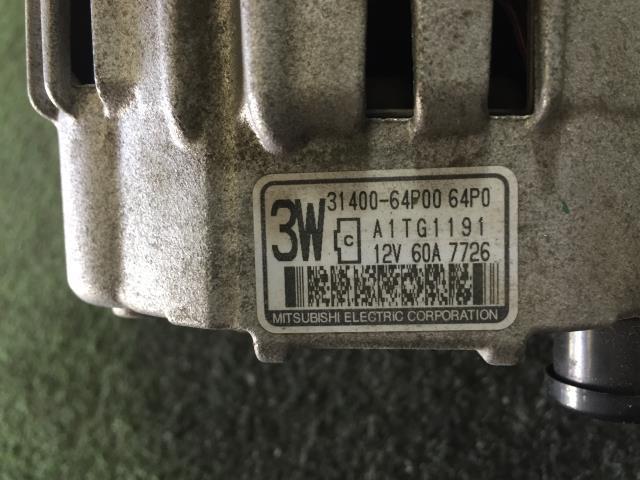 3W
31400-64P00 64P0
C
A1TG1191
12V 60A 7726
MITSUBISHI ELECTRIC CORPORATION